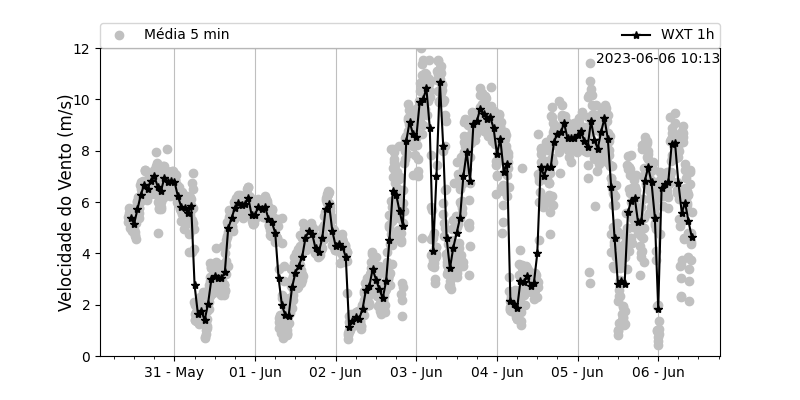 Média 5 min
WXT 1h
2023-06-06 10:13
Velocidade do Vento (m/s)
12
10
8
6
4
2
0
31 - May
01 - Jun
02 - Jun
03 - Jun
04 - Jun
05 - Jun
06 - Jun